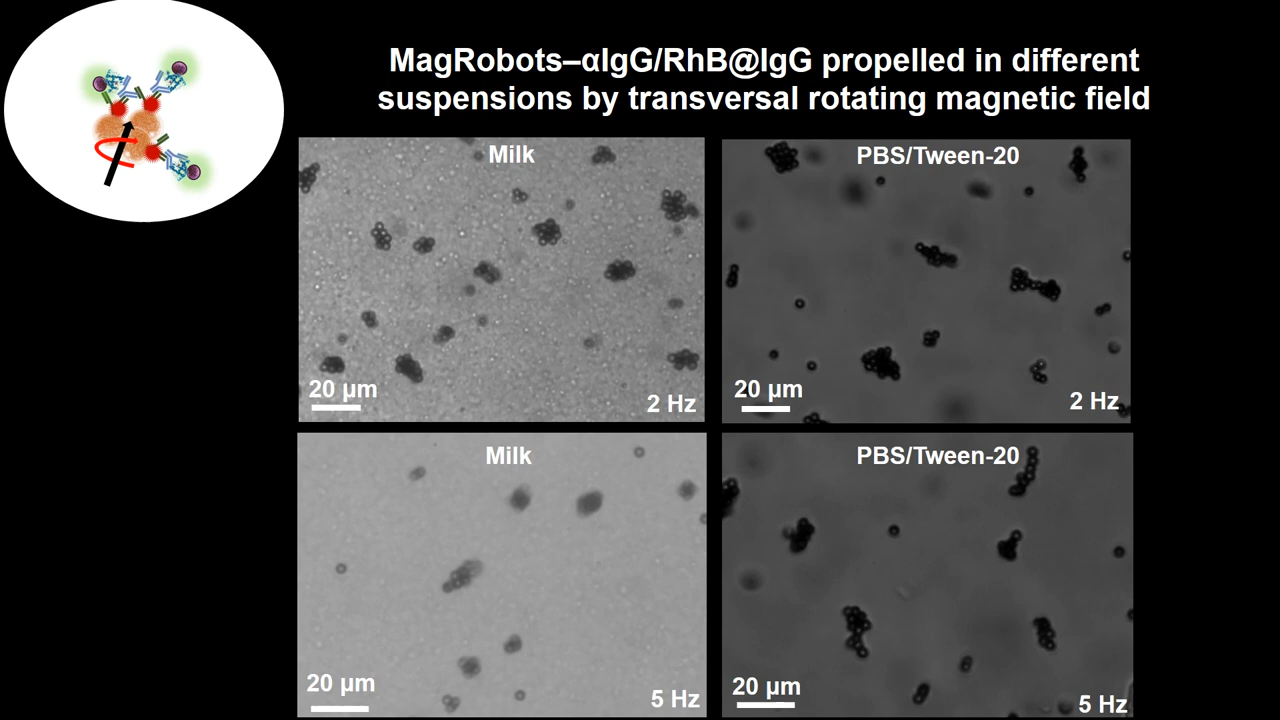 MagRobots–αIgG/RhB@IgG propelled in different
suspensions by transversal rotating magnetic field
Milk
20 µm
2 Hz
PBS/Tween-20
20 µm
2 Hz
Milk
20 µm
5 Hz
PBS/Tween-20
20 µm
5 Hz